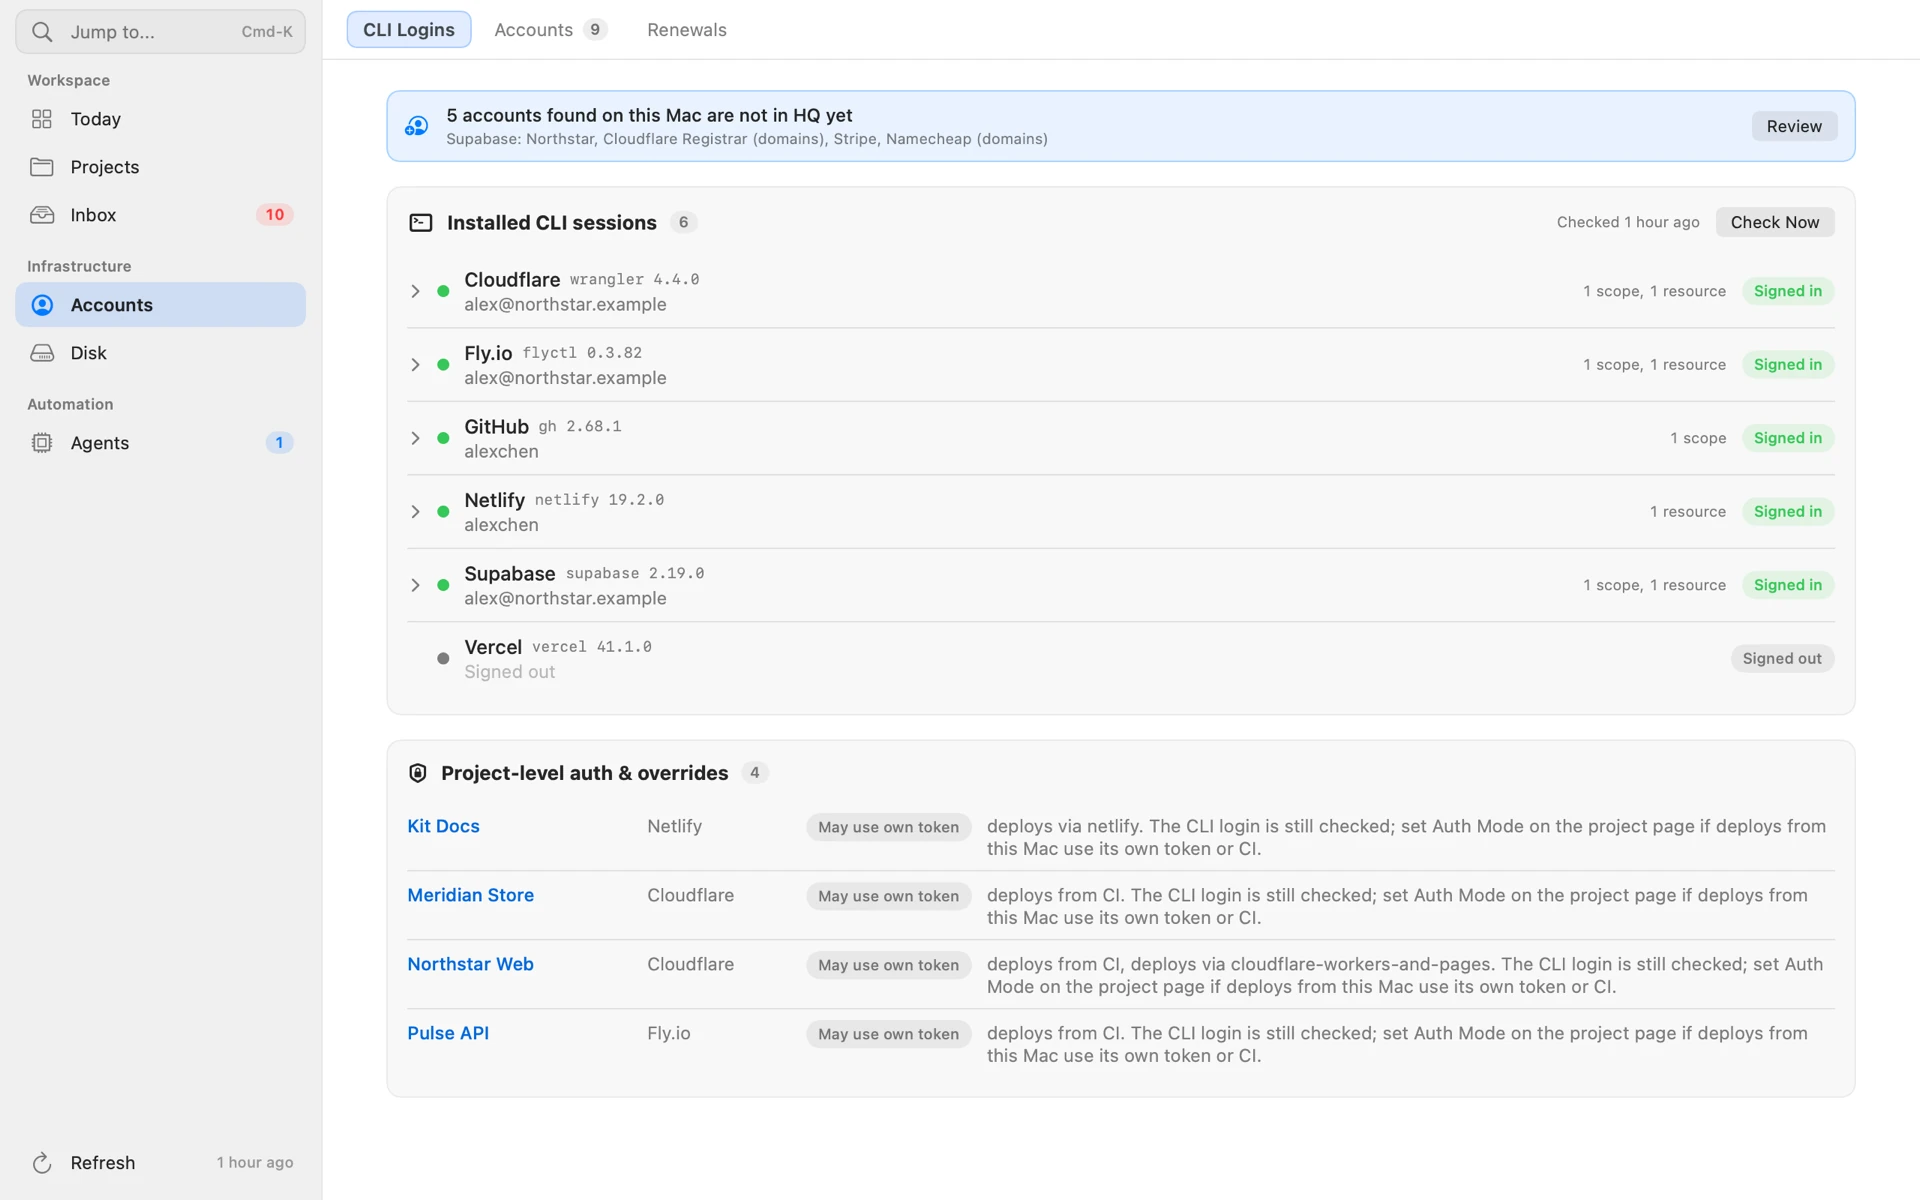 Jump to... Cmd-K
Workspace
Today
Projects
Inbox 10
Infrastructure
Accounts
Disk
Automation
Agents 1
Refresh 1 hour ago
CLI Logins Accounts 9 Renewals
5 accounts found on this Mac are not in HQ yet
Supabase: Northstar, Cloudflare Registrar (domains), Stripe, Namecheap (domains)
Review
Installed CLI sessions 6 Checked 1 hour ago Check Now
Cloudflare wrangler 4.4.0
alex@northstar.example
1 scope, 1 resource Signed in
Fly.io flyctl 0.3.82
alex@northstar.example
1 scope, 1 resource Signed in
GitHub gh 2.68.1
alexchen
1 scope Signed in
Netlify netlify 19.2.0
alexchen
1 resource Signed in
Supabase supabase 2.19.0
alex@northstar.example
1 scope, 1 resource Signed in
Vercel vercel 41.1.0
Signed out
Signed out
Project-level auth & overrides 4
Kit Docs Netlify May use own token deploys via netlify. The CLI login is still checked; set Auth Mode on the project page if deploys from
this Mac use its own token or CI.
Meridian Store Cloudflare May use own token deploys from CI. The CLI login is still checked; set Auth Mode on the project page if deploys from
this Mac use its own token or CI.
Northstar Web Cloudflare May use own token deploys from CI, deploys via cloudflare-workers-and-pages. The CLI login is still checked; set Auth
Mode on the project page if deploys from this Mac use its own token or CI.
Pulse API Fly.io May use own token deploys from CI. The CLI login is still checked; set Auth Mode on the project page if deploys from
this Mac use its own token or CI.